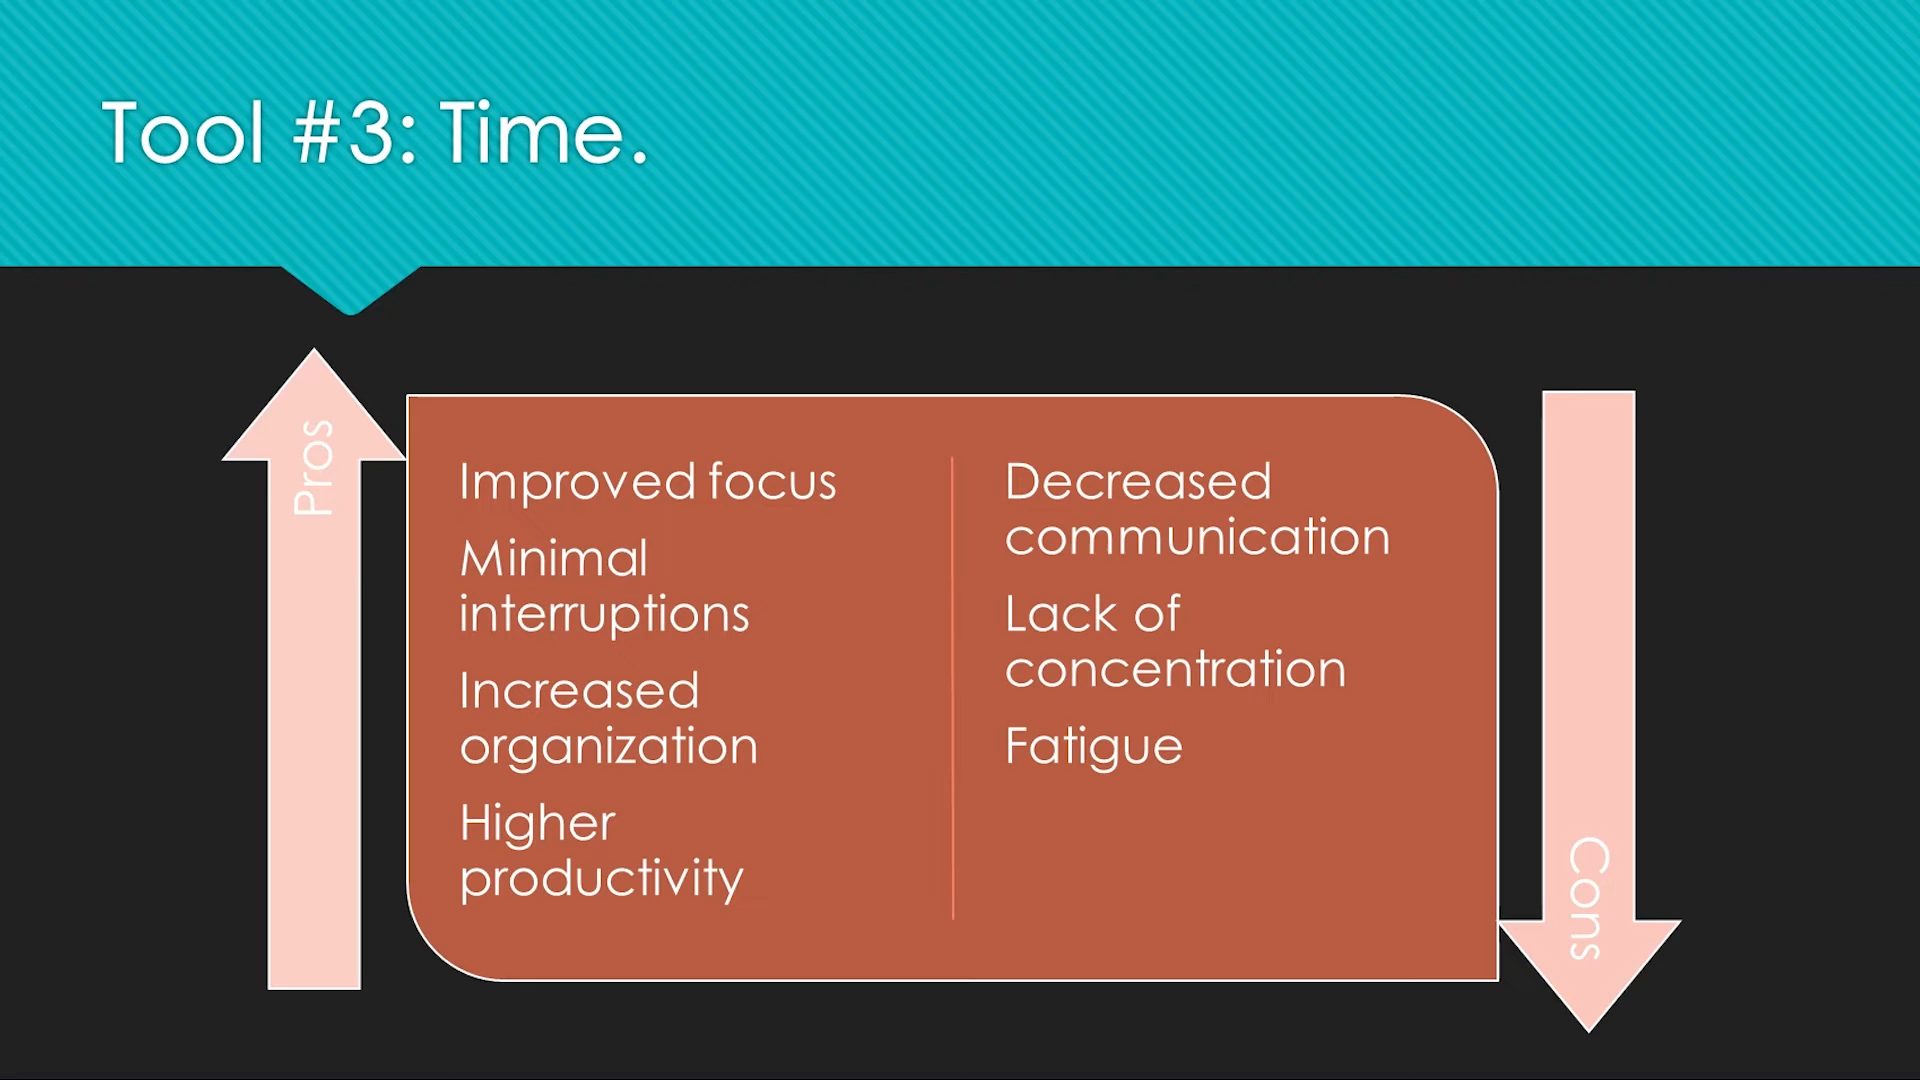 Tool #3: Time.
Pros
Improved focus
Minimal
interruptions
Increased
organization
Higher
productivity
Decreased
communication
Lack of
concentration
Fatigue
Cons